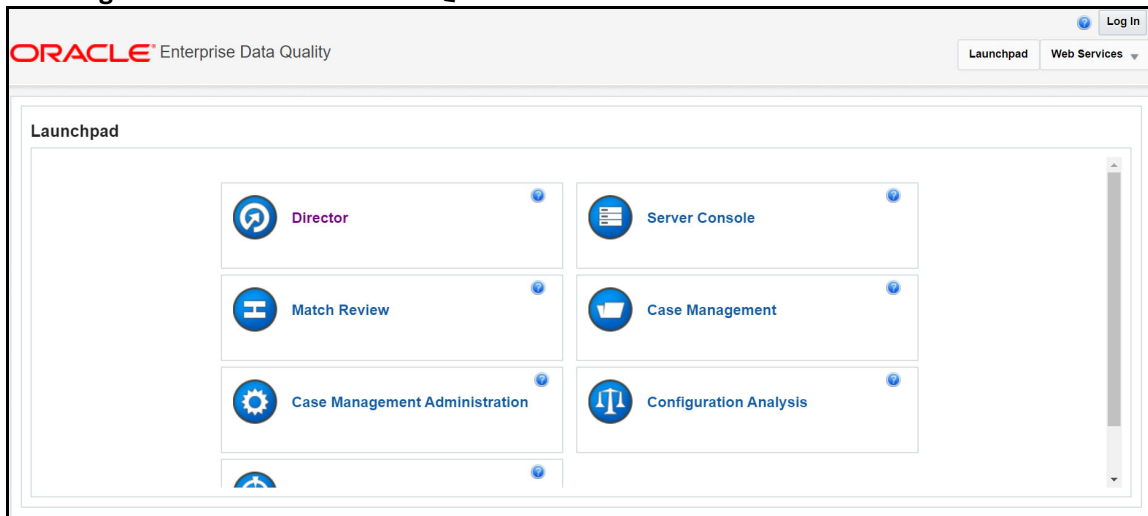 Log In
ORACLE Enterprise Data Quality
Launchpad Web Services
Launchpad
Director
Server Console
Match Review
Case Management
Case Management Administration
Configuration Analysis